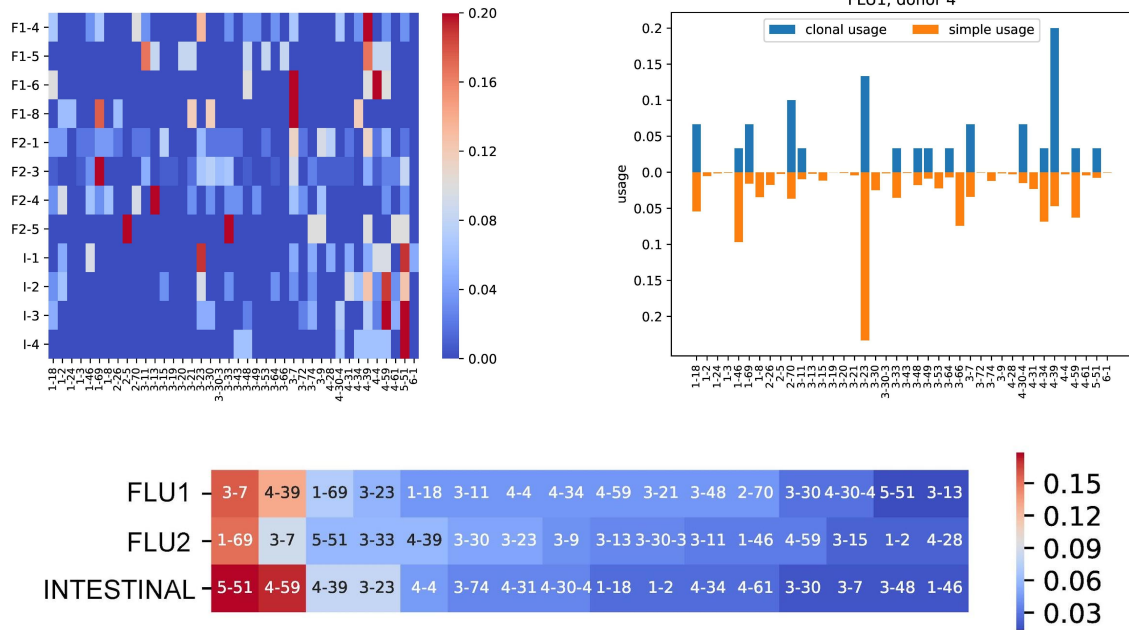 F1-4
F1-5
F1-6
F1-8
F2-1
F2-3
F2-4
F2-5
I-1
I-2
I-3
I-4
1-18 1-2 1-24 1-3 1-46 1-69 1-8 2-26 2-5 2-70 3-11 3-13 3-15 3-19 3-20 3-21 3-23 3-30 3-30-3 3-33 3-43 3-48 3-49 3-53 3-64 3-66 3-7 3-72 3-74 3-9 4-28 4-30-4 4-31 4-34 4-39 4-4 4-59 4-61 5-51 6-1
0.20
0.16
0.12
0.08
0.04
0.00
FLU1, donor 4
clonal usage simple usage
usage
0.2
0.15
0.1
0.05
0.0
0.05
0.1
0.15
0.2
1-18 1-2 1-24 1-3 1-46 1-69 1-8 2-26 2-5 2-70 3-11 3-13 3-15 3-19 3-20 3-21 3-23 3-30 3-30-3 3-33 3-43 3-48 3-49 3-53 3-64 3-66 3-7 3-72 3-74 3-9 4-28 4-30-4 4-31 4-34 4-39 4-4 4-59 4-61 5-51 6-1
FLU1 3-7 4-39 1-69 3-23 1-18 3-11 4-4 4-34 4-59 3-21 3-48 2-70 3-30 4-30-4 5-51 3-13
FLU2 1-69 3-7 5-51 3-33 4-39 3-30 3-23 3-9 3-13 3-30-3 3-11 1-46 4-59 3-15 1-2 4-28
INTESTINAL 5-51 4-59 4-39 3-23 4-4 3-74 4-31 4-30-4 1-18 1-2 4-34 4-61 3-30 3-7 3-48 1-46
0.15
0.12
0.09
0.06
0.03